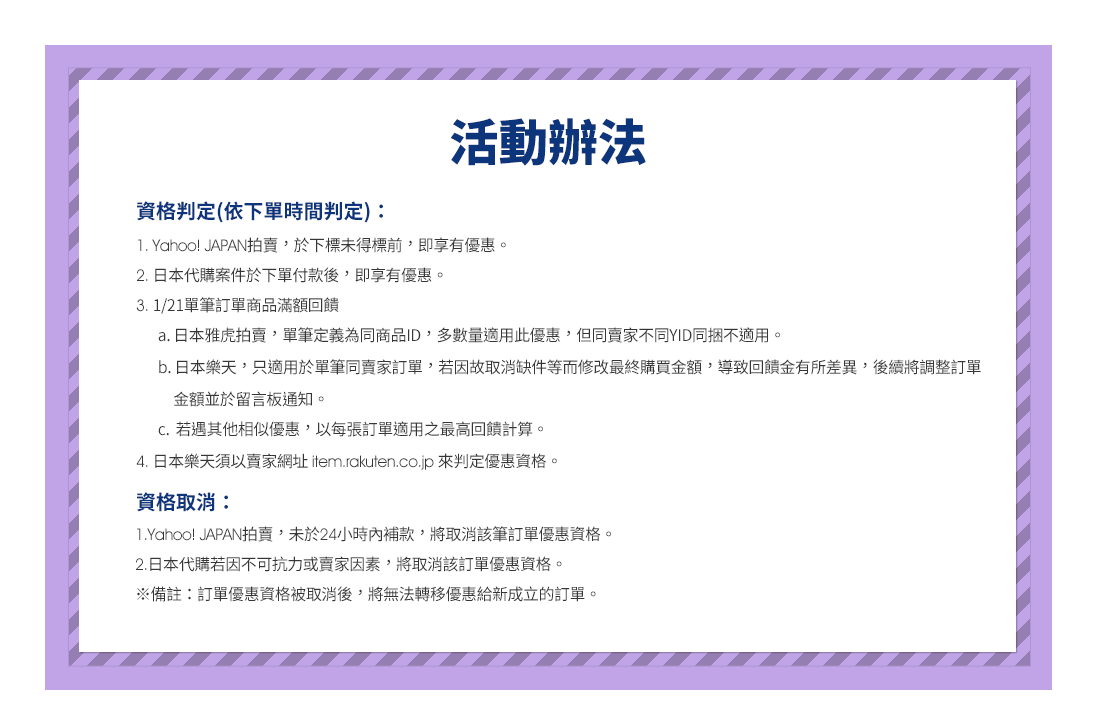 活動辦法
資格判定(依下單時間判定)：
1. Yahoo! JAPAN拍賣，於下標未得標前，即享有優惠。
2. 日本代購案件於下單付款後，即享有優惠。
3. 1/21單筆訂單商品滿額回饋
a. 日本雅虎拍賣，單筆定義為同商品ID，多數量適用此優惠，但同賣家不同YID同捆不適用。
b. 日本樂天，只適用於單筆同賣家訂單，若因故取消缺件等而修改最終購買金額，導致回饋金有所差異，後續將調整訂單
金額並於留言板通知。
c. 若遇其他相似優惠，以每張訂單適用之最高回饋計算。
4. 日本樂天須以賣家網址 item.rakuten.co.jp 來判定優惠資格。
資格取消：
1.Yahoo! JAPAN拍賣，未於24小時內補款，將取消該筆訂單優惠資格。
2.日本代購若因不可抗力或賣家因素，將取消該訂單優惠資格。
※備註：訂單優惠資格被取消後，將無法轉移優惠給新成立的訂單。